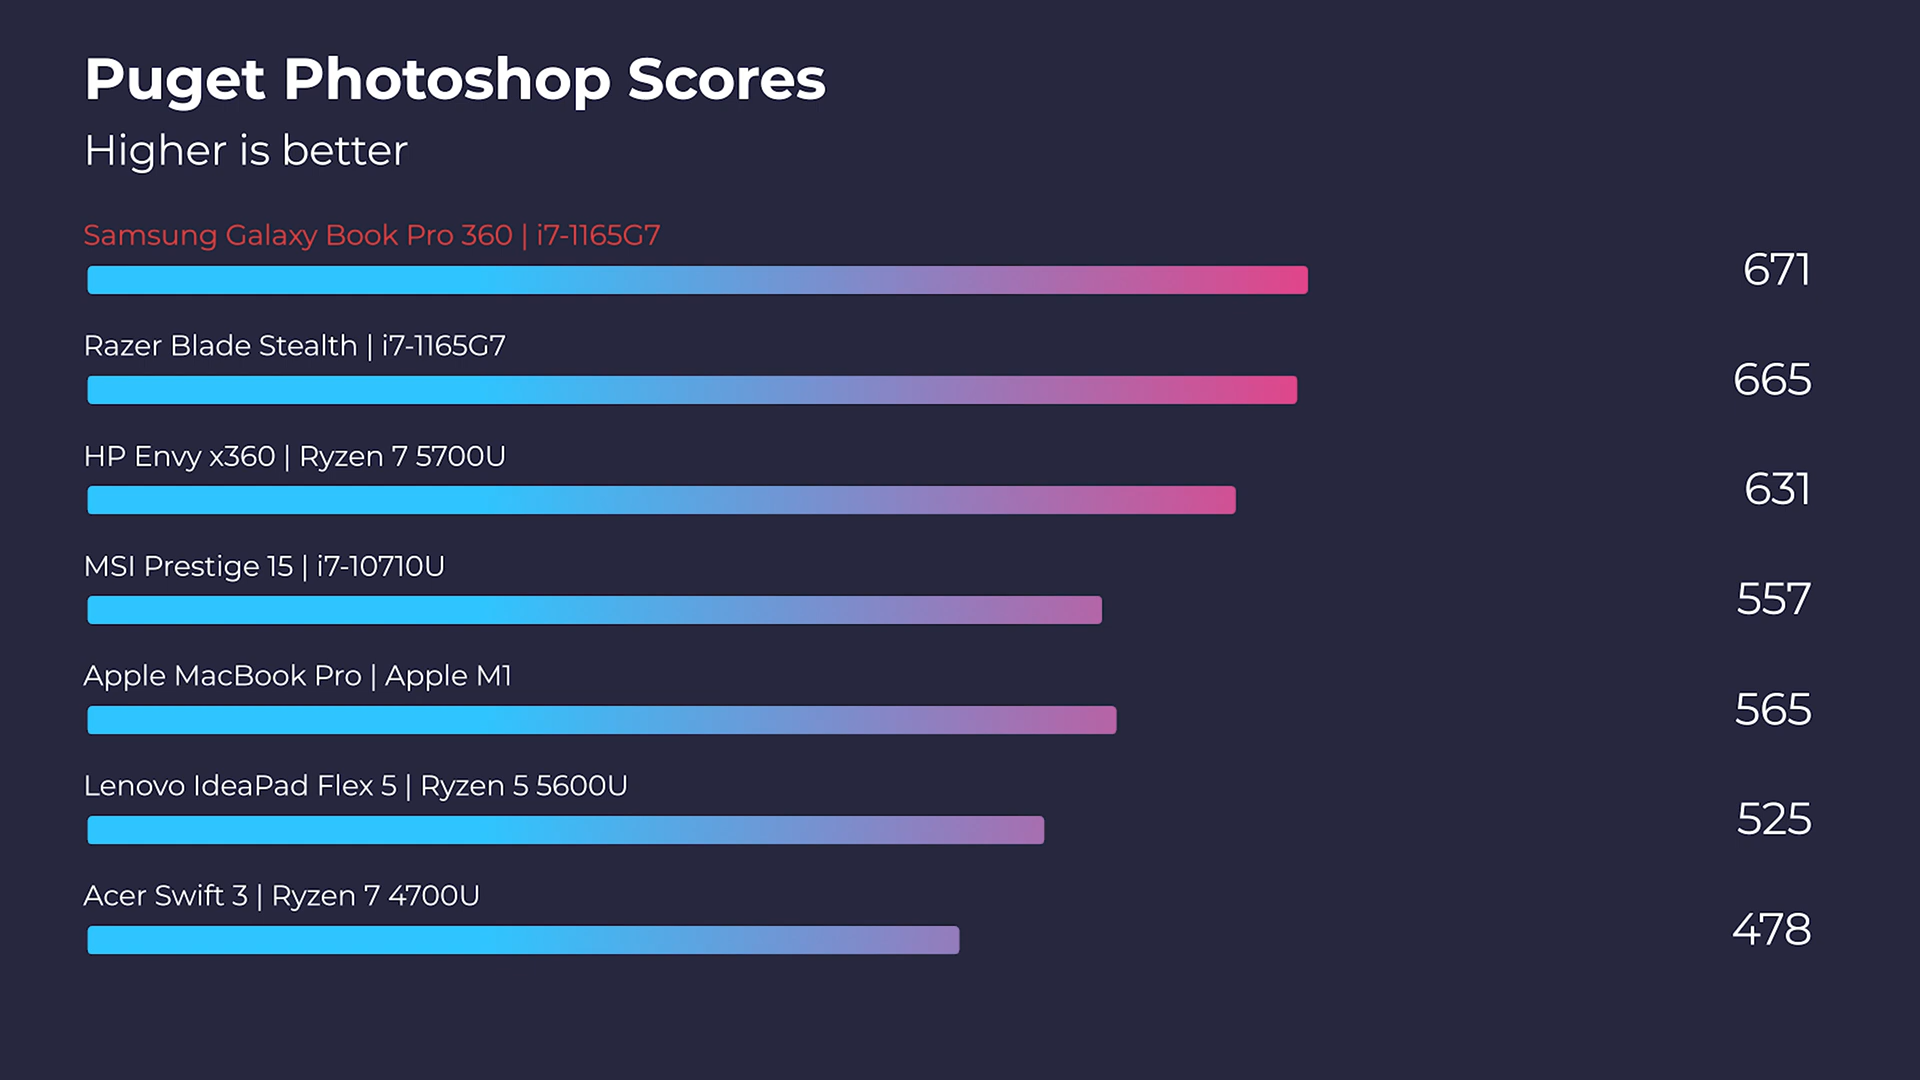 Puget Photoshop Scores
Higher is better
Samsung Galaxy Book Pro 360 | i7-1165G7
671
Razer Blade Stealth | i7-1165G7
665
HP Envy x360 | Ryzen 7 5700U
631
MSI Prestige 15 | i7-10710U
557
Apple MacBook Pro | Apple M1
565
Lenovo IdeaPad Flex 5 | Ryzen 5 5600U
525
Acer Swift 3 | Ryzen 7 4700U
478